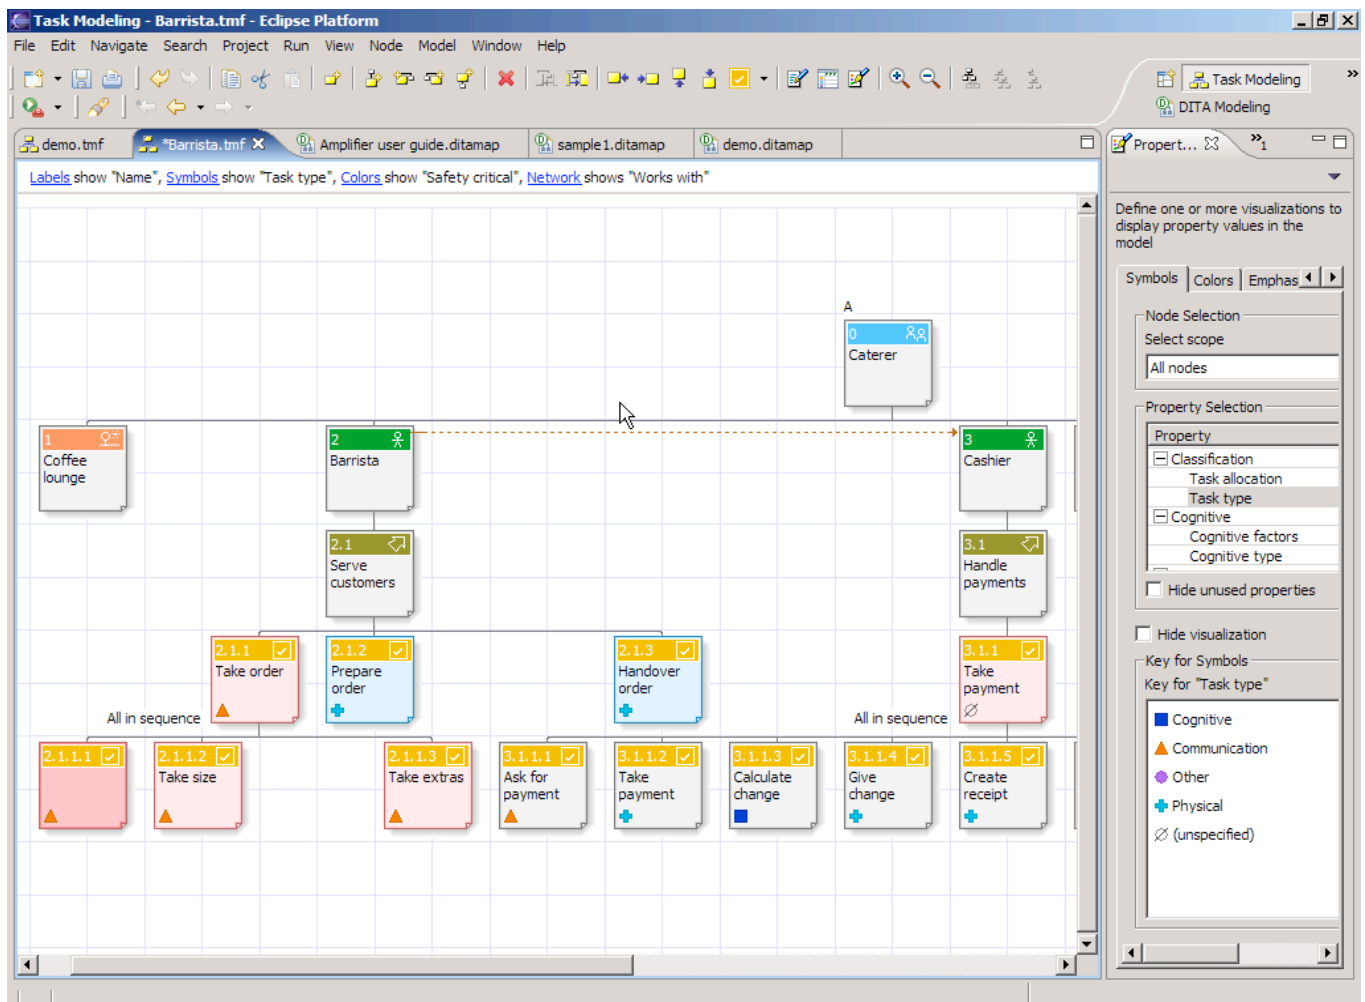 Task Modeling - Barrista.tmf - Eclipse Platform
File Edit Navigate Search Project Run View Node Model Window Help
Task Modeling
»
DITA Modeling
demo.tmf
*Barrista.tmf
Amplifier user guide.ditamap
sample1.ditamap
demo.ditamap
Propert...
»1
Labels show "Name", Symbols show "Task type", Colors show "Safety critical", Network shows "Works with"
Define one or more visualizations to
display property values in the
model
Symbols
Colors
Emphas
Node Selection
Select scope
All nodes
Property Selection
Property
Classification
Task allocation
Task type
Cognitive
Cognitive factors
Cognitive type
Hide unused properties
Hide visualization
Key for Symbols
Key for "Task type"
Cognitive
Communication
Other
Physical
(unspecified)
A
0
Caterer
1
Coffee
lounge
2
Barrista
3
Cashier
2.1
Serve
customers
3.1
Handle
payments
2.1.1
Take order
2.1.2
Prepare
order
2.1.3
Handover
order
3.1.1
Take
payment
All in sequence
All in sequence
2.1.1.1
2.1.1.2
Take size
2.1.1.3
Take extras
3.1.1.1
Ask for
payment
3.1.1.2
Take
payment
3.1.1.3
Calculate
change
3.1.1.4
Give
change
3.1.1.5
Create
receipt